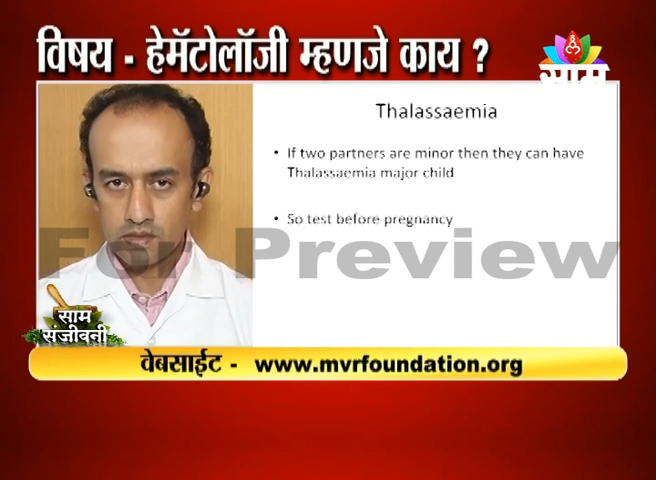 विषय - हेमॅटोलॉजी म्हणजे काय ?
साम
Thalassaemia
• If two partners are minor then they can have
Thalassaemia major child
• So test before pregnancy
For Preview
साम
संजीवनी
वेबसाईट - www.mvrfoundation.org